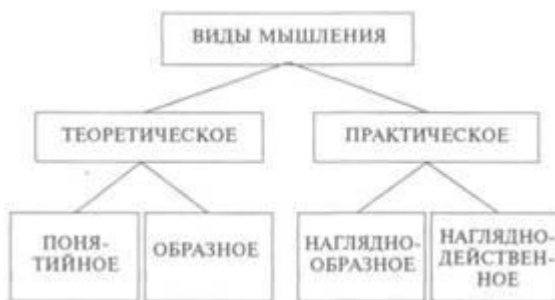 ВИДЫ МЫШЛЕНИЯ
ТЕОРЕТИЧЕСКОЕ
ПРАКТИЧЕСКОЕ
ПОНЯ-
ТИЙНОЕ
ОБРАЗНОЕ
НАГЛЯДНО-
ОБРАЗНОЕ
НАГЛЯДНО-
ДЕЙСТВЕН-
НОЕ